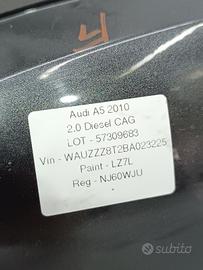 Y
Audi A5 2010
2.0 Diesel CAG
LOT - 57309683
Vin - WAUZZZ8T2BA023225
Paint - LZ7L
Reg - NJ60WJU
subito